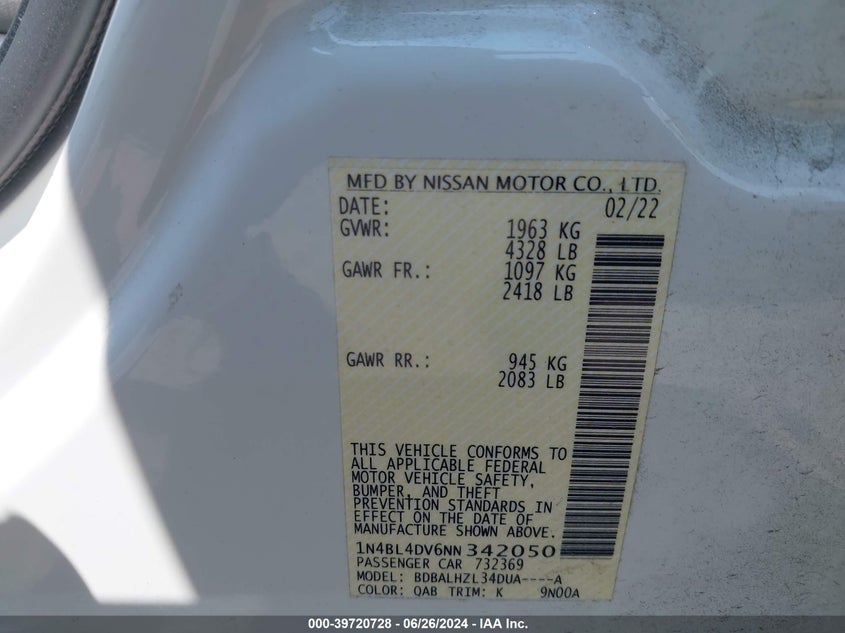 MFD BY NISSAN MOTOR CO., LTD.
DATE: 02/22
GVWR: 1963 KG
4328 LB
GAWR FR.: 1097 KG
2418 LB
GAWR RR.: 945 KG
2083 LB
THIS VEHICLE CONFORMS TO
ALL APPLICABLE FEDERAL
MOTOR VEHICLE SAFETY,
BUMPER, AND THEFT
PREVENTION STANDARDS IN
EFFECT ON THE DATE OF
MANUFACTURE SHOWN ABOVE.
1N4BL4DV6NN342050
PASSENGER CAR 732369
MODEL: BDBALHZL34DUA----A
COLOR: QAB TRIM: K 9N00A
000-39720728 - 06/26/2024 - IAAI.COM